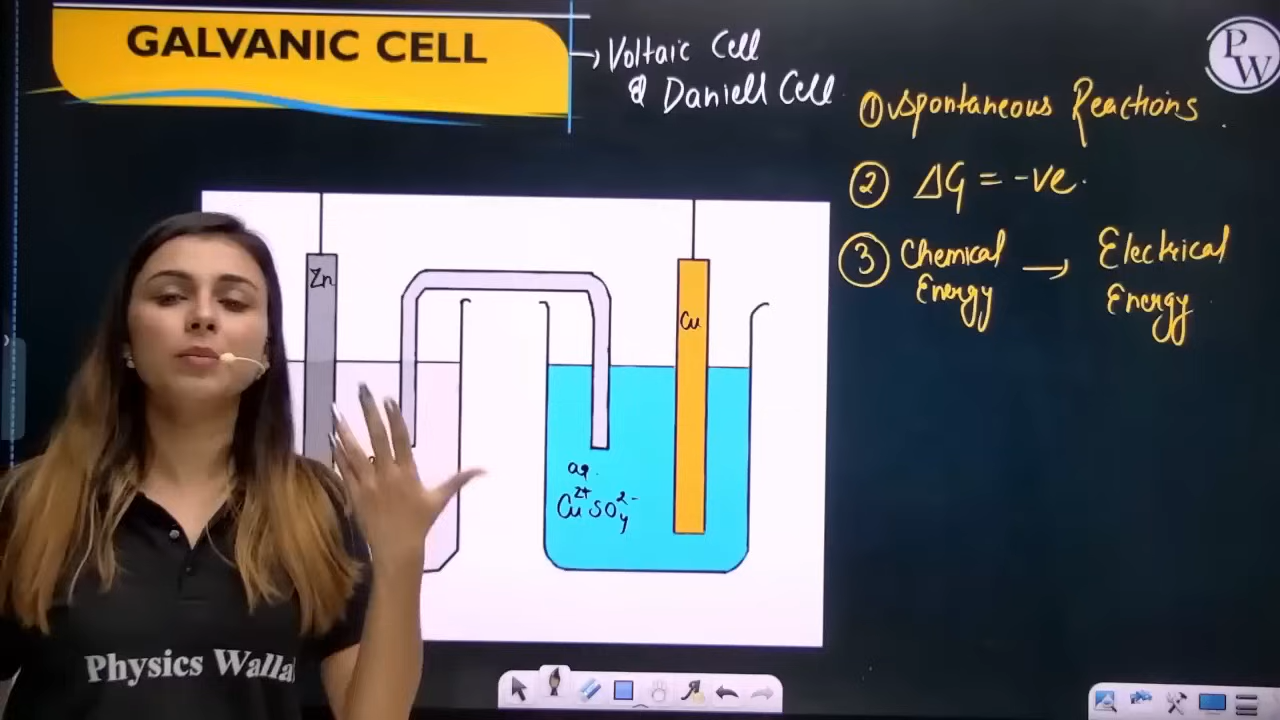 GALVANIC CELL
→ Voltaic Cell
& Daniell Cell
P
W
① Spontaneous Reactions
② ΔG = -ve.
③ Chemical Energy → Electrical Energy
Zn
Cu
aq.
Cu²⁺SO₄²⁻
Physics Walla